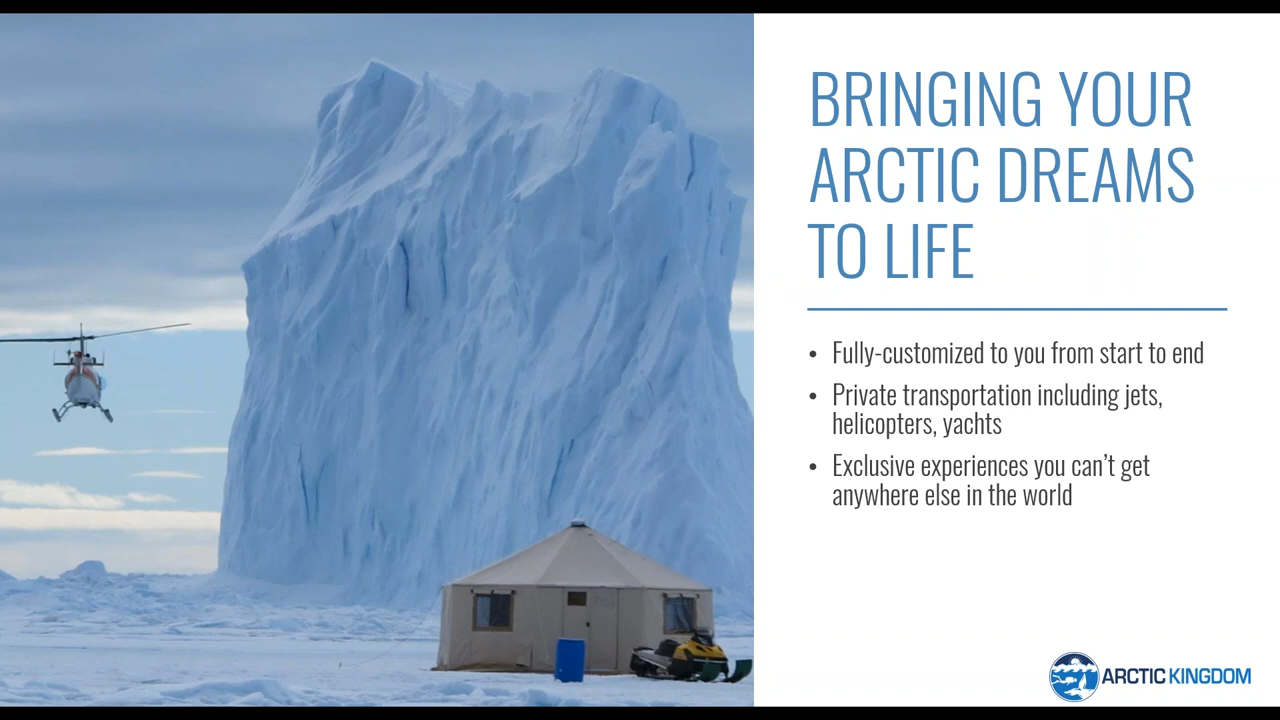 BRINGING YOUR
ARCTIC DREAMS
TO LIFE
• Fully-customized to you from start to end
• Private transportation including jets,
helicopters, yachts
• Exclusive experiences you can’t get
anywhere else in the world
ARCTIC KINGDOM